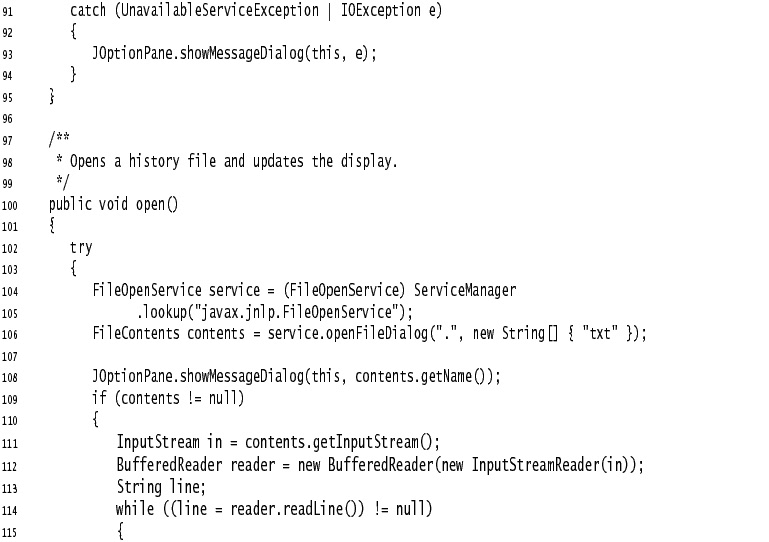 91 catch (UnavailableServiceException | IOException e)
92 {
93 JOptionPane.showMessageDialog(this, e);
94 }
95 }
96
97 /**
98 * Opens a history file and updates the display.
99 */
100 public void open()
101 {
102 try
103 {
104 FileOpenService service = (FileOpenService) ServiceManager
105 .lookup("javax.jnlp.FileOpenService");
106 FileContents contents = service.openFileDialog(".", new String[] { "txt" });
107
108 JOptionPane.showMessageDialog(this, contents.getName());
109 if (contents != null)
110 {
111 InputStream in = contents.getInputStream();
112 BufferedReader reader = new BufferedReader(new InputStreamReader(in));
113 String line;
114 while ((line = reader.readLine()) != null)
115 {